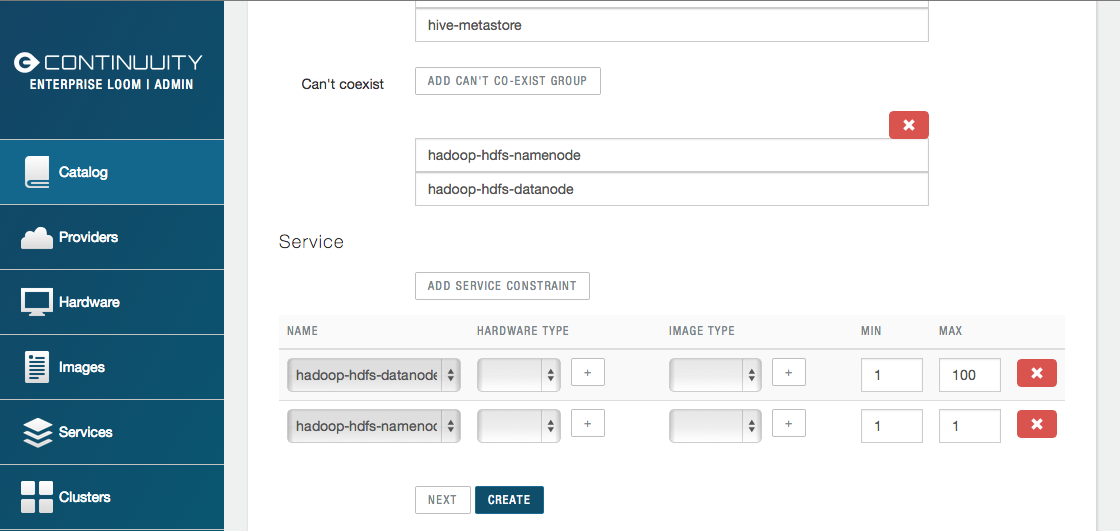 CONTINUUITY
ENTERPRISE LOOM | ADMIN
Catalog
Providers
Hardware
Images
Services
Clusters
hive-metastore
Can't coexist
ADD CAN'T CO-EXIST GROUP
hadoop-hdfs-namenode
hadoop-hdfs-datanode
Service
ADD SERVICE CONSTRAINT
NAME HARDWARE TYPE IMAGE TYPE MIN MAX
hadoop-hdfs-datanode + + 1 100
hadoop-hdfs-namenoc + + 1 1
NEXT CREATE